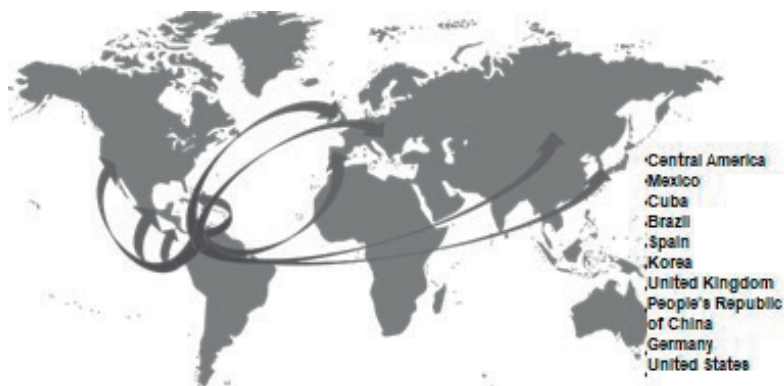 Central America
Mexico
Cuba
Brazil
Spain
Korea
United Kingdom
People's Republic
of China
Germany
United States